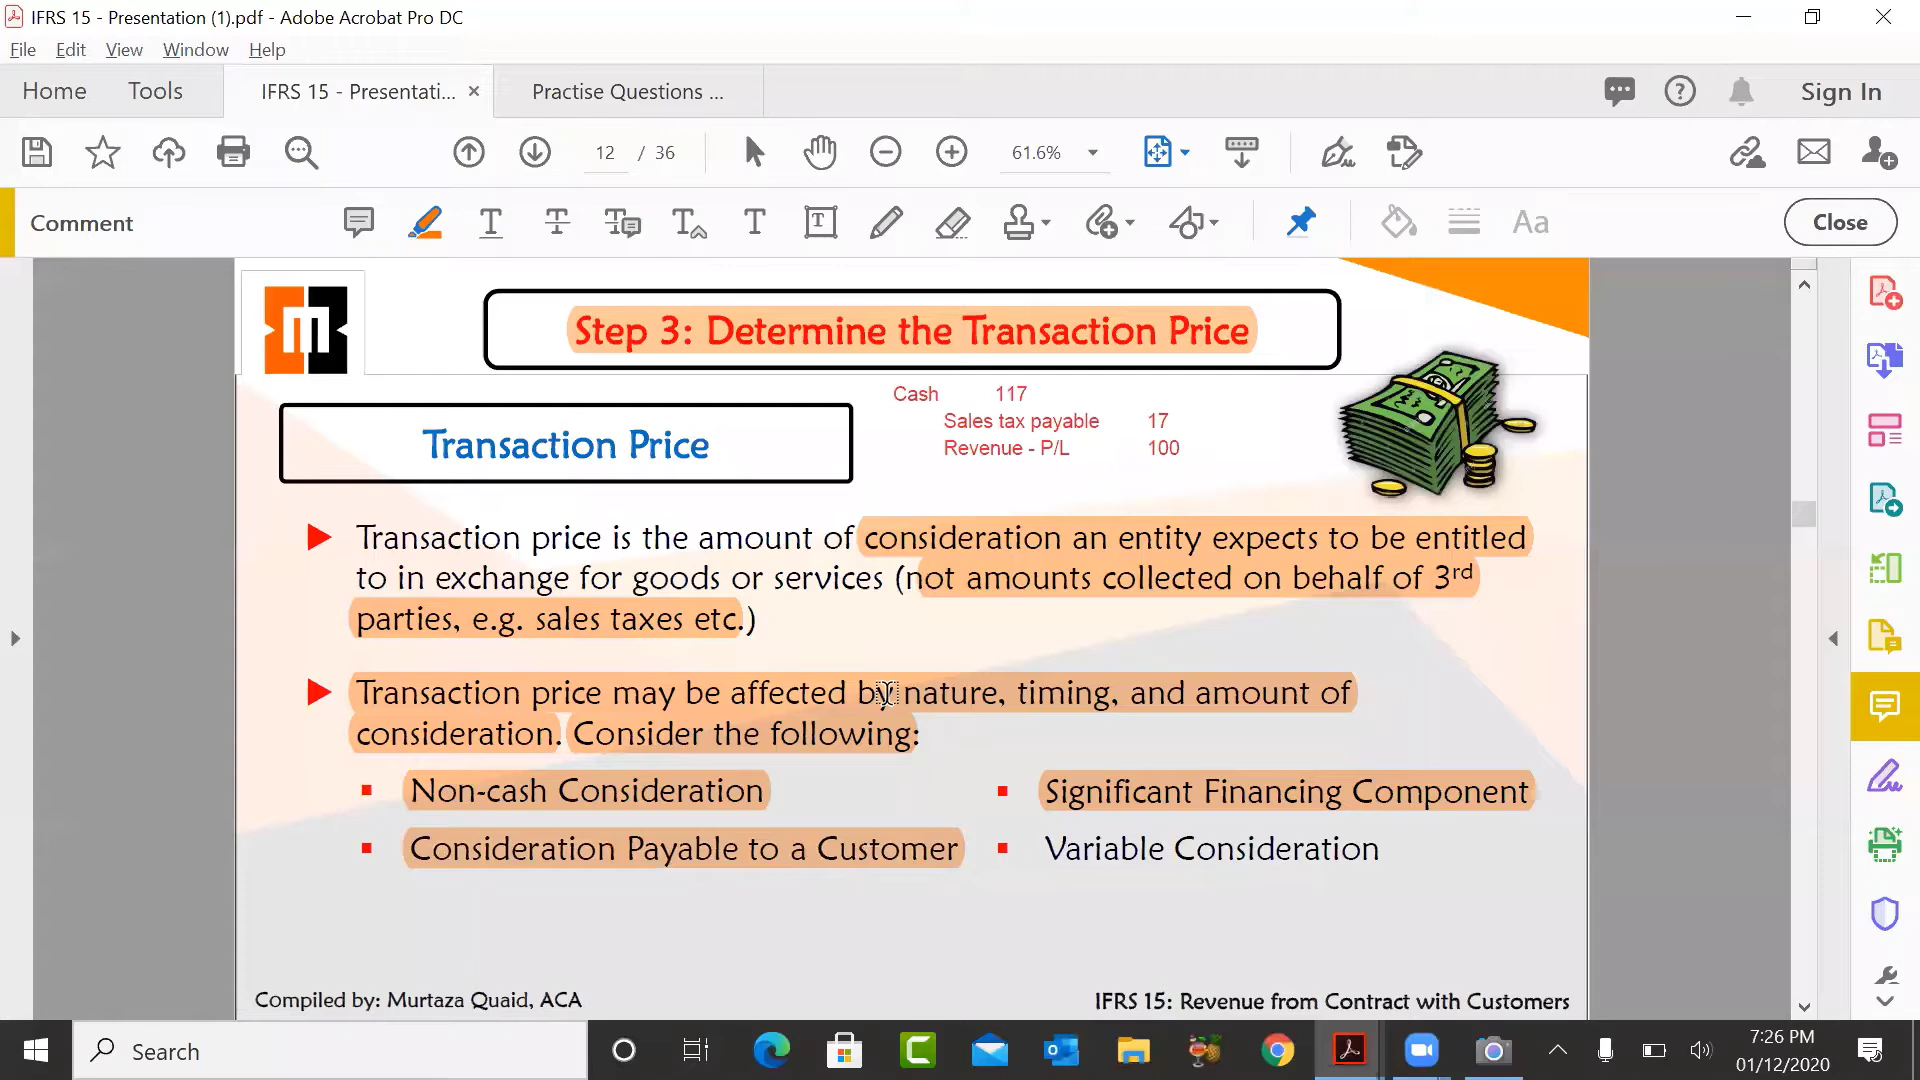 IFRS 15 - Presentation (1).pdf - Adobe Acrobat Pro DC
File Edit View Window Help
Home Tools IFRS 15 - Presentati... × Practise Questions ... Sign In
12 / 36 61.6%
Comment Aa Close
m
Step 3: Determine the Transaction Price
Cash 117
Sales tax payable 17
Revenue - P/L 100
Transaction Price
Transaction price is the amount of consideration an entity expects to be entitled
to in exchange for goods or services (not amounts collected on behalf of 3rd
parties, e.g. sales taxes etc.)
Transaction price may be affected by nature, timing, and amount of
consideration. Consider the following:
Non-cash Consideration
Significant Financing Component
Consideration Payable to a Customer
Variable Consideration
Compiled by: Murtaza Quaid, ACA
IFRS 15: Revenue from Contract with Customers
Search
7:26 PM
01/12/2020